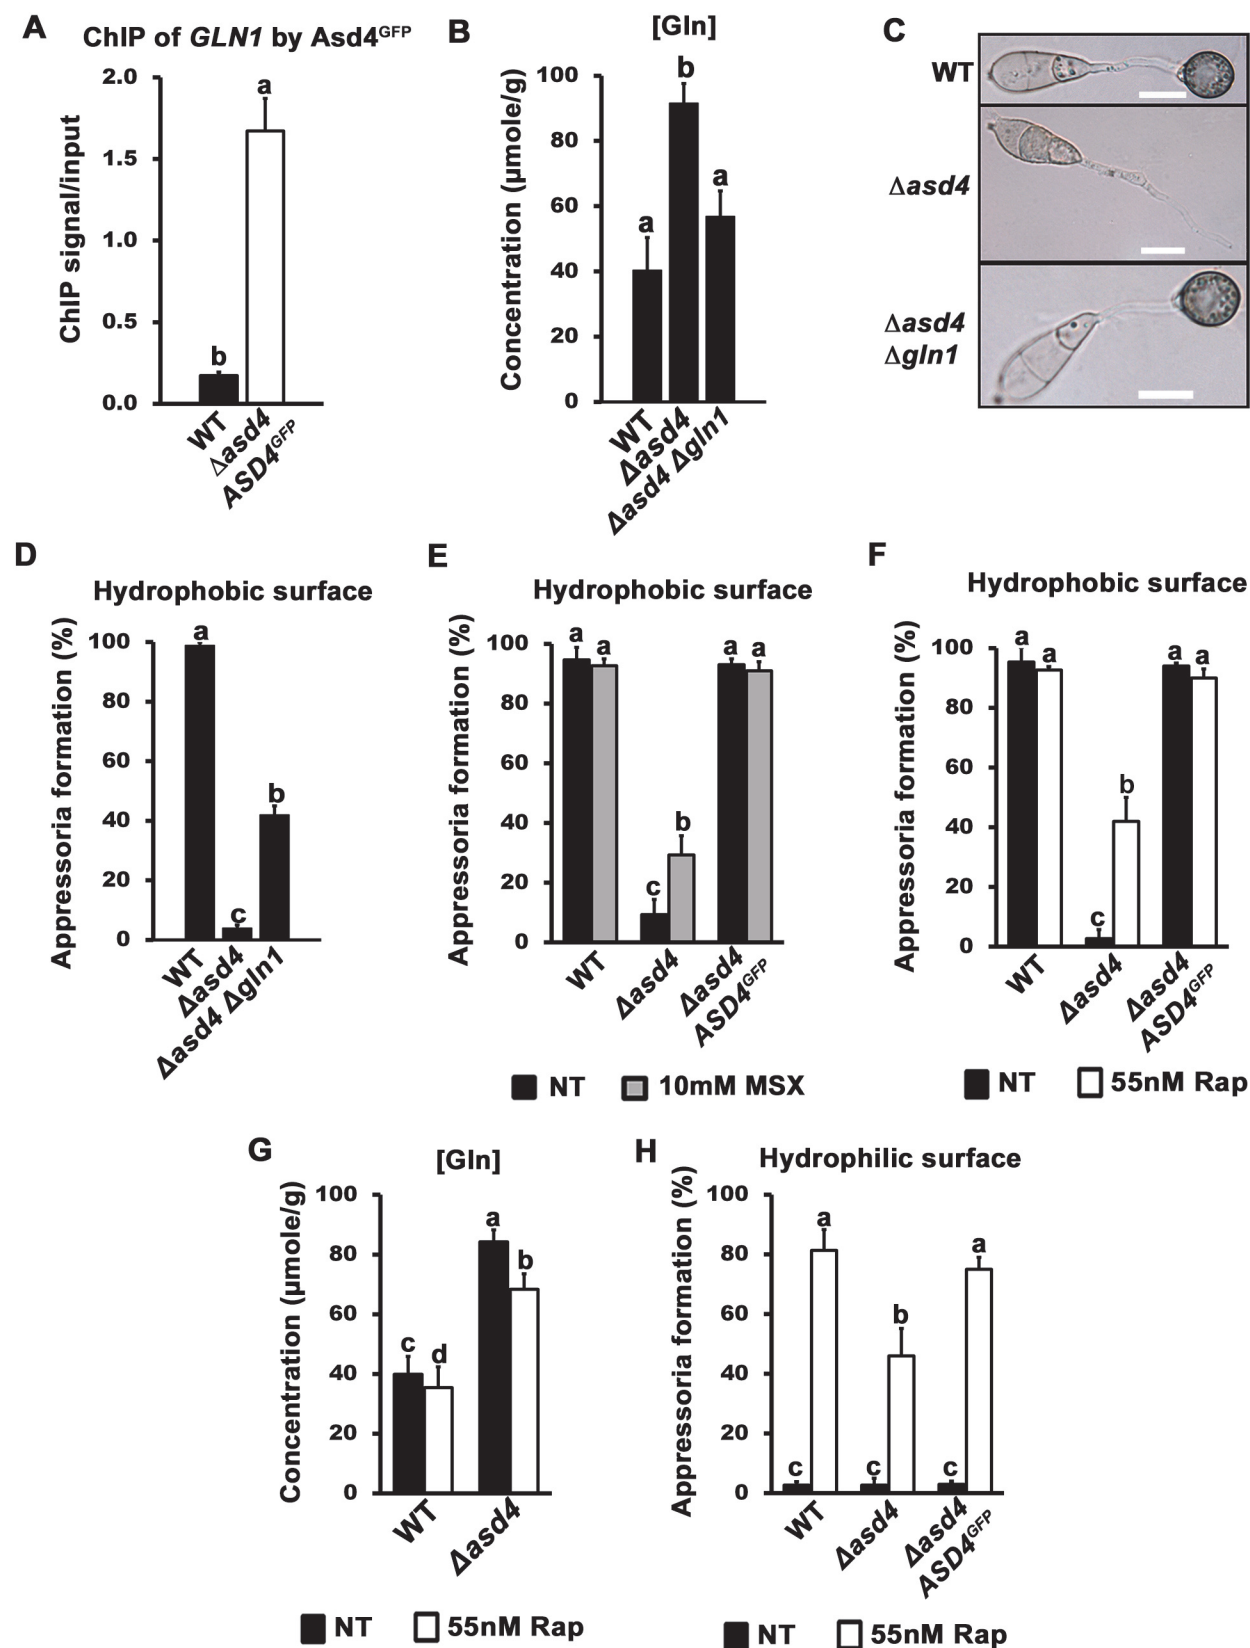 A
ChIP of GLN1 by Asd4GFP
ChIP signal/input
2.0
1.5
1.0
0.5
0.0
b
a
WT
Δasd4
ASD4GFP
B
[Gln]
Concentration (µmole/g)
100
80
60
40
20
0
a
b
a
WT
Δasd4
Δasd4 Δgln1
C
WT
Δasd4
Δasd4
Δgln1
D
Hydrophobic surface
Appressoria formation (%)
100
80
60
40
20
0
a
c
b
WT
Δasd4
Δasd4 Δgln1
E
Hydrophobic surface
Appressoria formation (%)
100
80
60
40
20
0
a
a
c
b
a
a
WT
Δasd4
Δasd4
ASD4GFP
NT
10mM MSX
F
Hydrophobic surface
Appressoria formation (%)
100
80
60
40
20
0
a
a
c
b
a
a
WT
Δasd4
Δasd4
ASD4GFP
NT
55nM Rap
G
[Gln]
Concentration (µmole/g)
100
80
60
40
20
0
c
d
a
b
WT
Δasd4
NT
55nM Rap
H
Hydrophilic surface
Appressoria formation (%)
100
80
60
40
20
0
c
a
c
b
c
a
WT
Δasd4
Δasd4
ASD4GFP
NT
55nM Rap